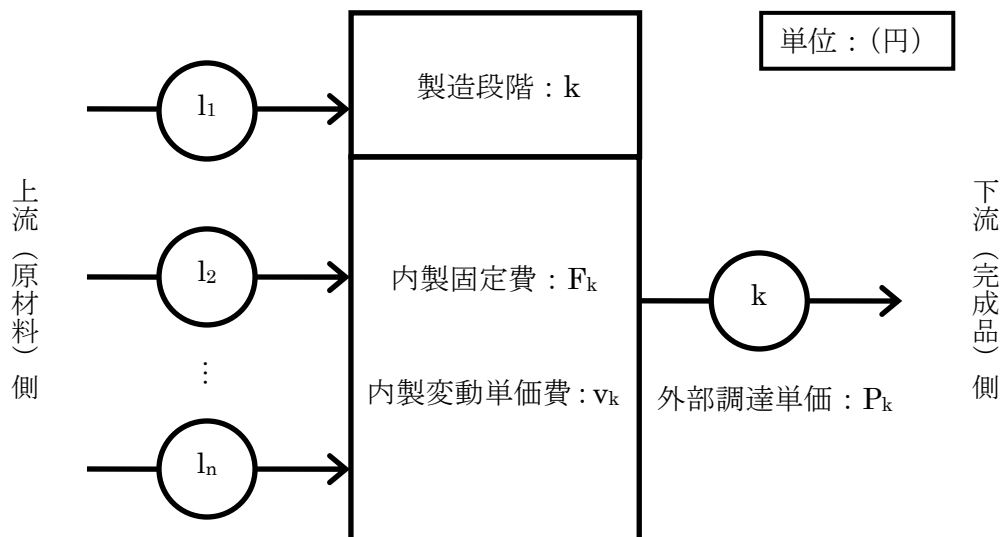 単位：（円）
上流（原材料）側
l₁
l₂
⋮
lₙ
製造段階：k
内製固定費：Fₖ
内製変動単価費：vₖ
k
外部調達単価：Pₖ
下流（完成品）側